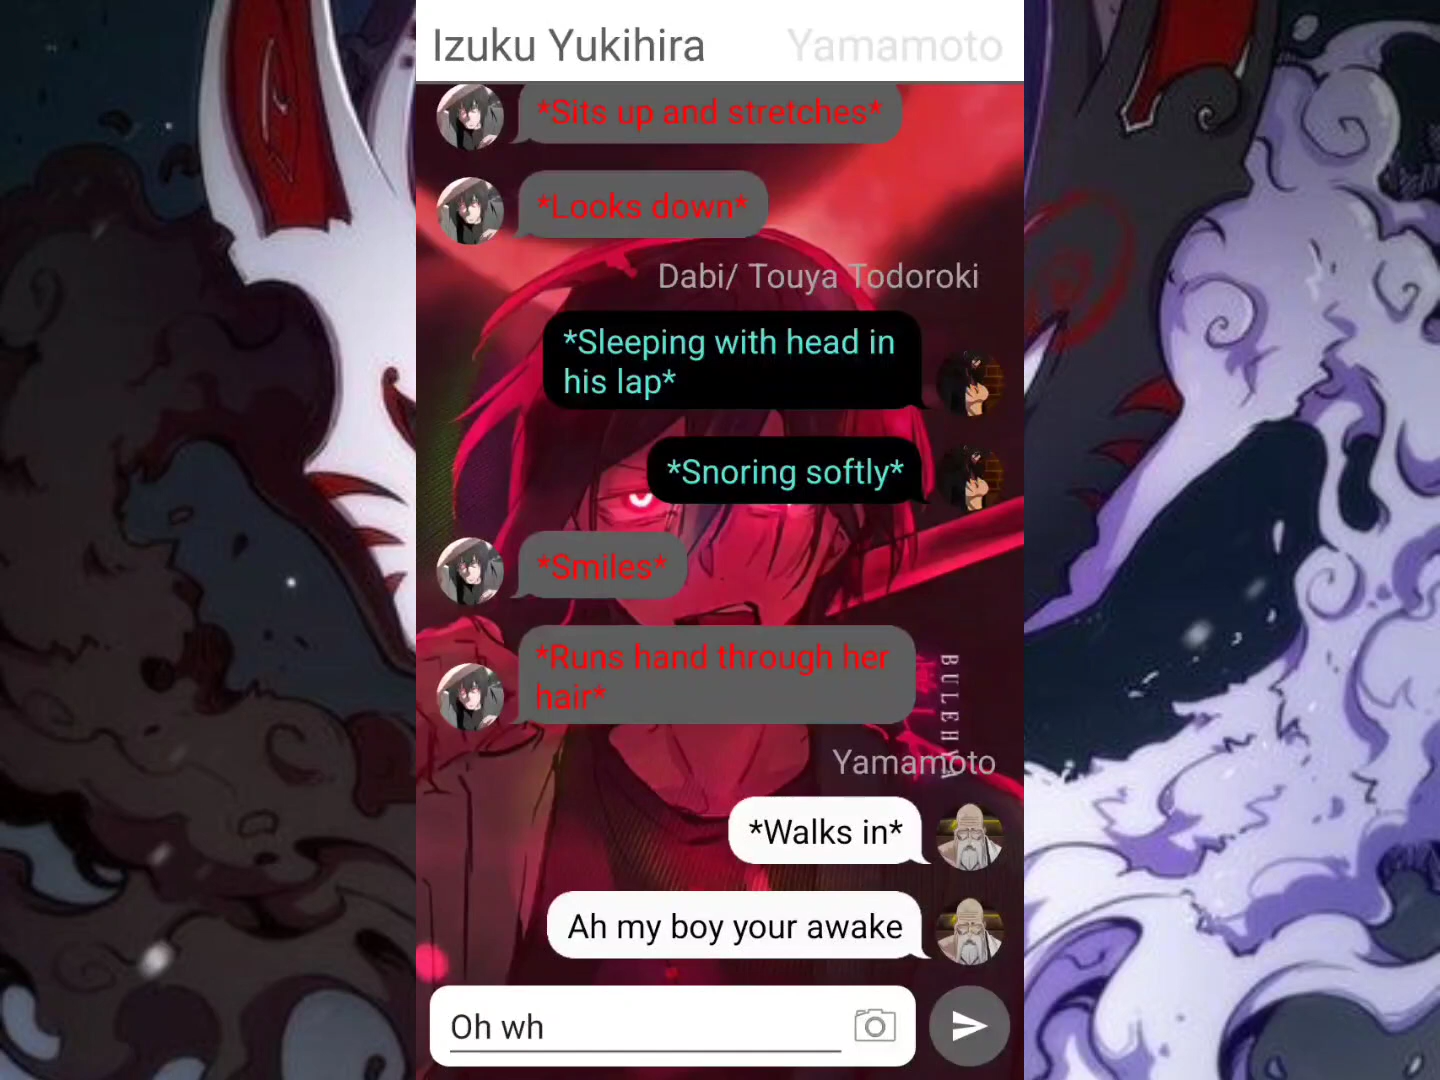 Izuku Yukihira
Yamamoto
*Sits up and stretches*
*Looks down*
Dabi/ Touya Todoroki
*Sleeping with head in
his lap*
*Snoring softly*
*Smiles*
*Runs hand through her
hair*
Yamamoto
*Walks in*
Ah my boy your awake
Oh wh